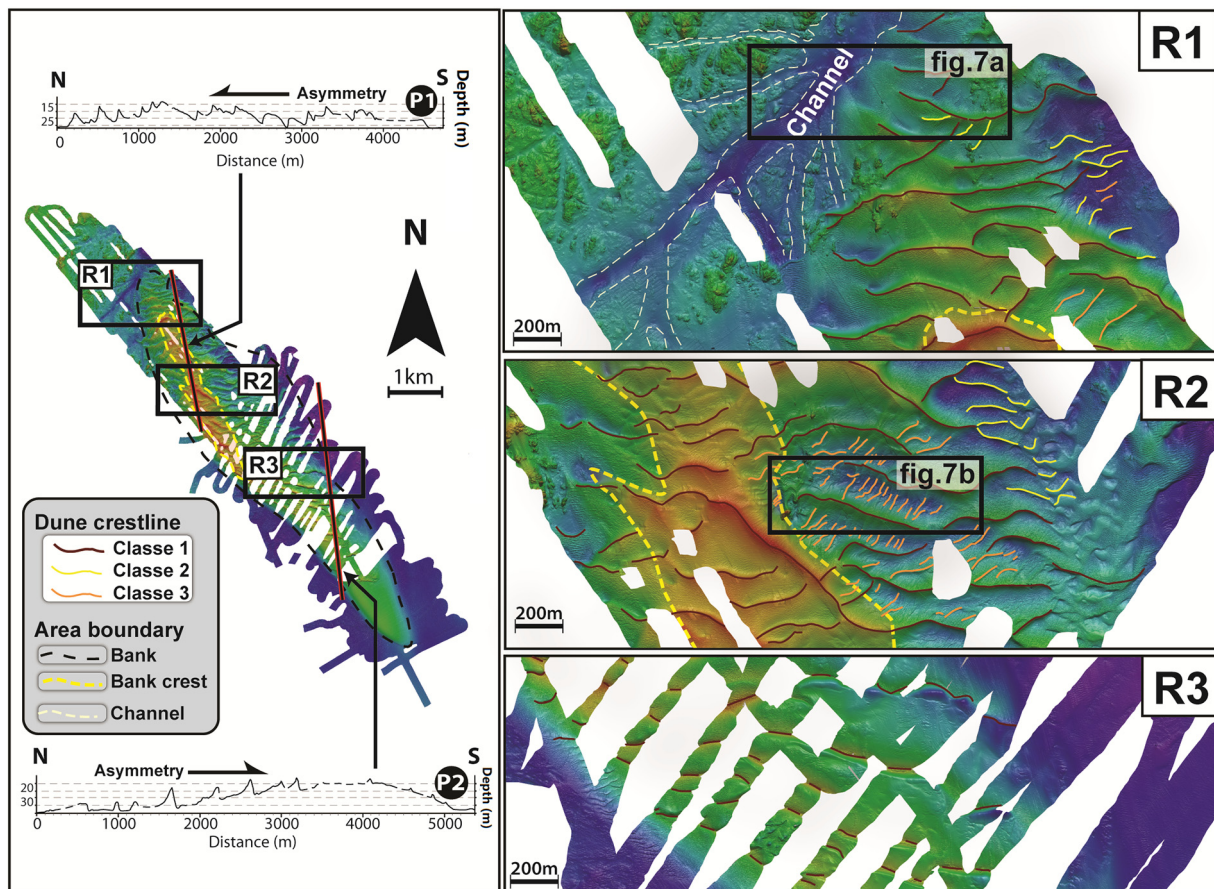 N
S
Asymmetry
P1
Depth (m)
15
25
0
1000
2000
3000
4000
Distance (m)
N
1km
R1
R2
R3
Dune crestline
Classe 1
Classe 2
Classe 3
Area boundary
Bank
Bank crest
Channel
N
S
Asymmetry
P2
Depth (m)
20
30
0
1000
2000
3000
4000
5000
Distance (m)
R1
fig.7a
Channel
200m
R2
fig.7b
200m
R3
200m